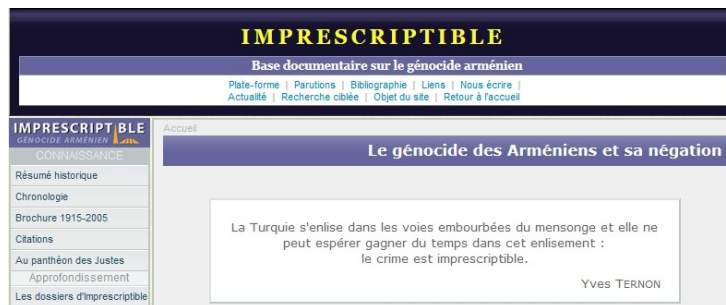 IMPRESCRIPTIBLE
Base documentaire sur le génocide arménien
Plate-forme | Parutions | Bibliographie | Liens | Nous écrire |
Actualité | Recherche ciblée | Objet du site | Retour à l'accueil
IMPRESCRIPTIBLE
GÉNOCIDE ARMÉNIEN
Accueil
CONNAISSANCE
Le génocide des Arméniens et sa négation
Résumé historique
Chronologie
Brochure 1915-2005
Citations
Au panthéon des Justes
Approfondissement
Les dossiers d'Imprescriptible
La Turquie s'enlise dans les voies embourbées du mensonge et elle ne
peut espérer gagner du temps dans cet enlisement :
le crime est imprescriptible.
Yves TERNON